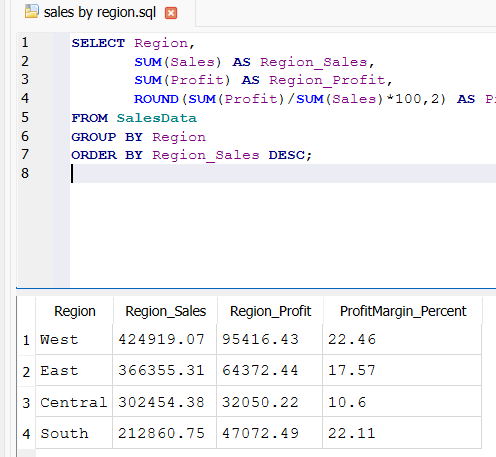 sales by region.sql
1 SELECT Region,
2 SUM(Sales) AS Region_Sales,
3 SUM(Profit) AS Region_Profit,
4 ROUND(SUM(Profit)/SUM(Sales)*100,2) AS P
5 FROM SalesData
6 GROUP BY Region
7 ORDER BY Region_Sales DESC;
8
Region Region_Sales Region_Profit ProfitMargin_Percent
1 West 424919.07 95416.43 22.46
2 East 366355.31 64372.44 17.57
3 Central 302454.38 32050.22 10.6
4 South 212860.75 47072.49 22.11